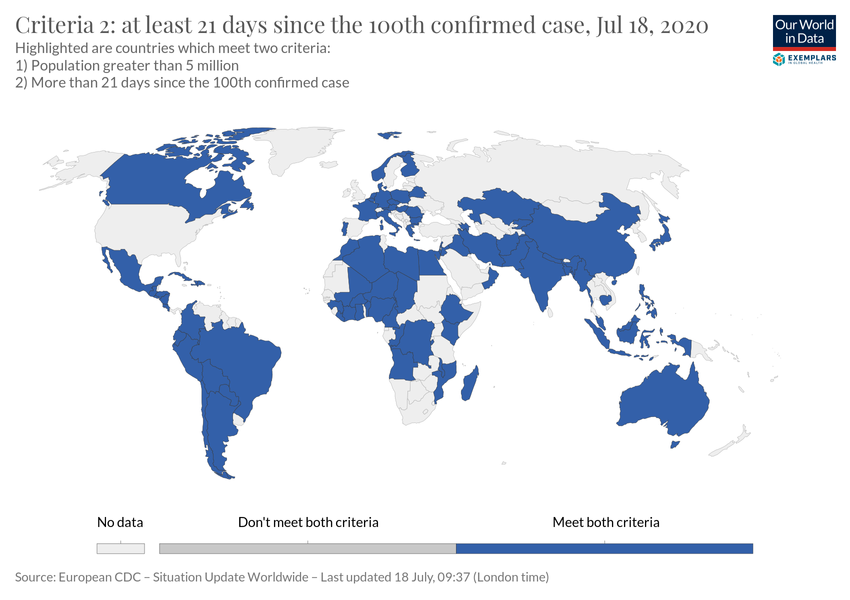 Criteria 2: at least 21 days since the 100th confirmed case, Jul 18, 2020
Our World
in Data
Highlighted are countries which meet two criteria:
1) Population greater than 5 million
2) More than 21 days since the 100th confirmed case
EXEMPLARS
IN GLOBAL HEALTH
No data
Don't meet both criteria
Meet both criteria
Source: European CDC – Situation Update Worldwide – Last updated 18 July, 09:37 (London time)